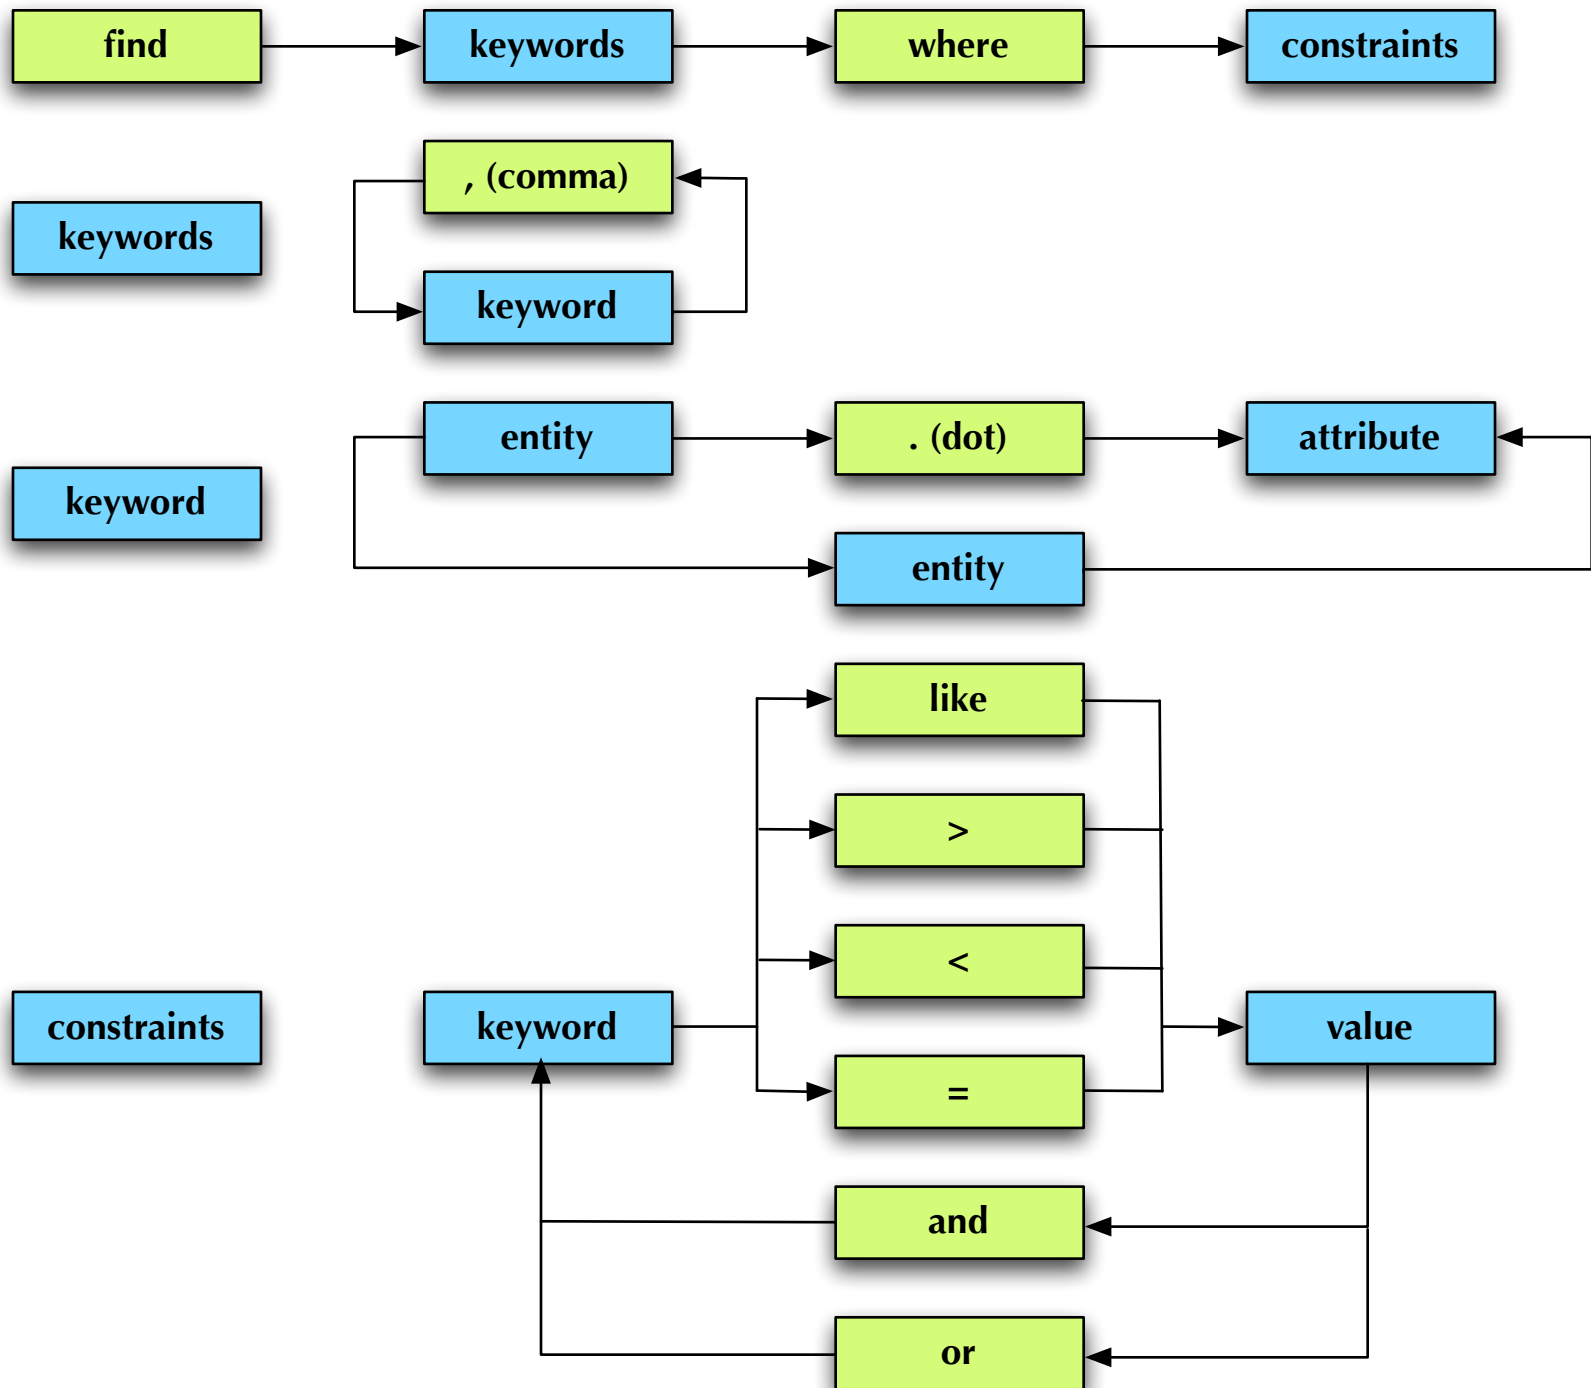 find
keywords
where
constraints
, (comma)
keywords
keyword
entity
. (dot)
attribute
keyword
entity
like
>
<
constraints
keyword
value
=
and
or